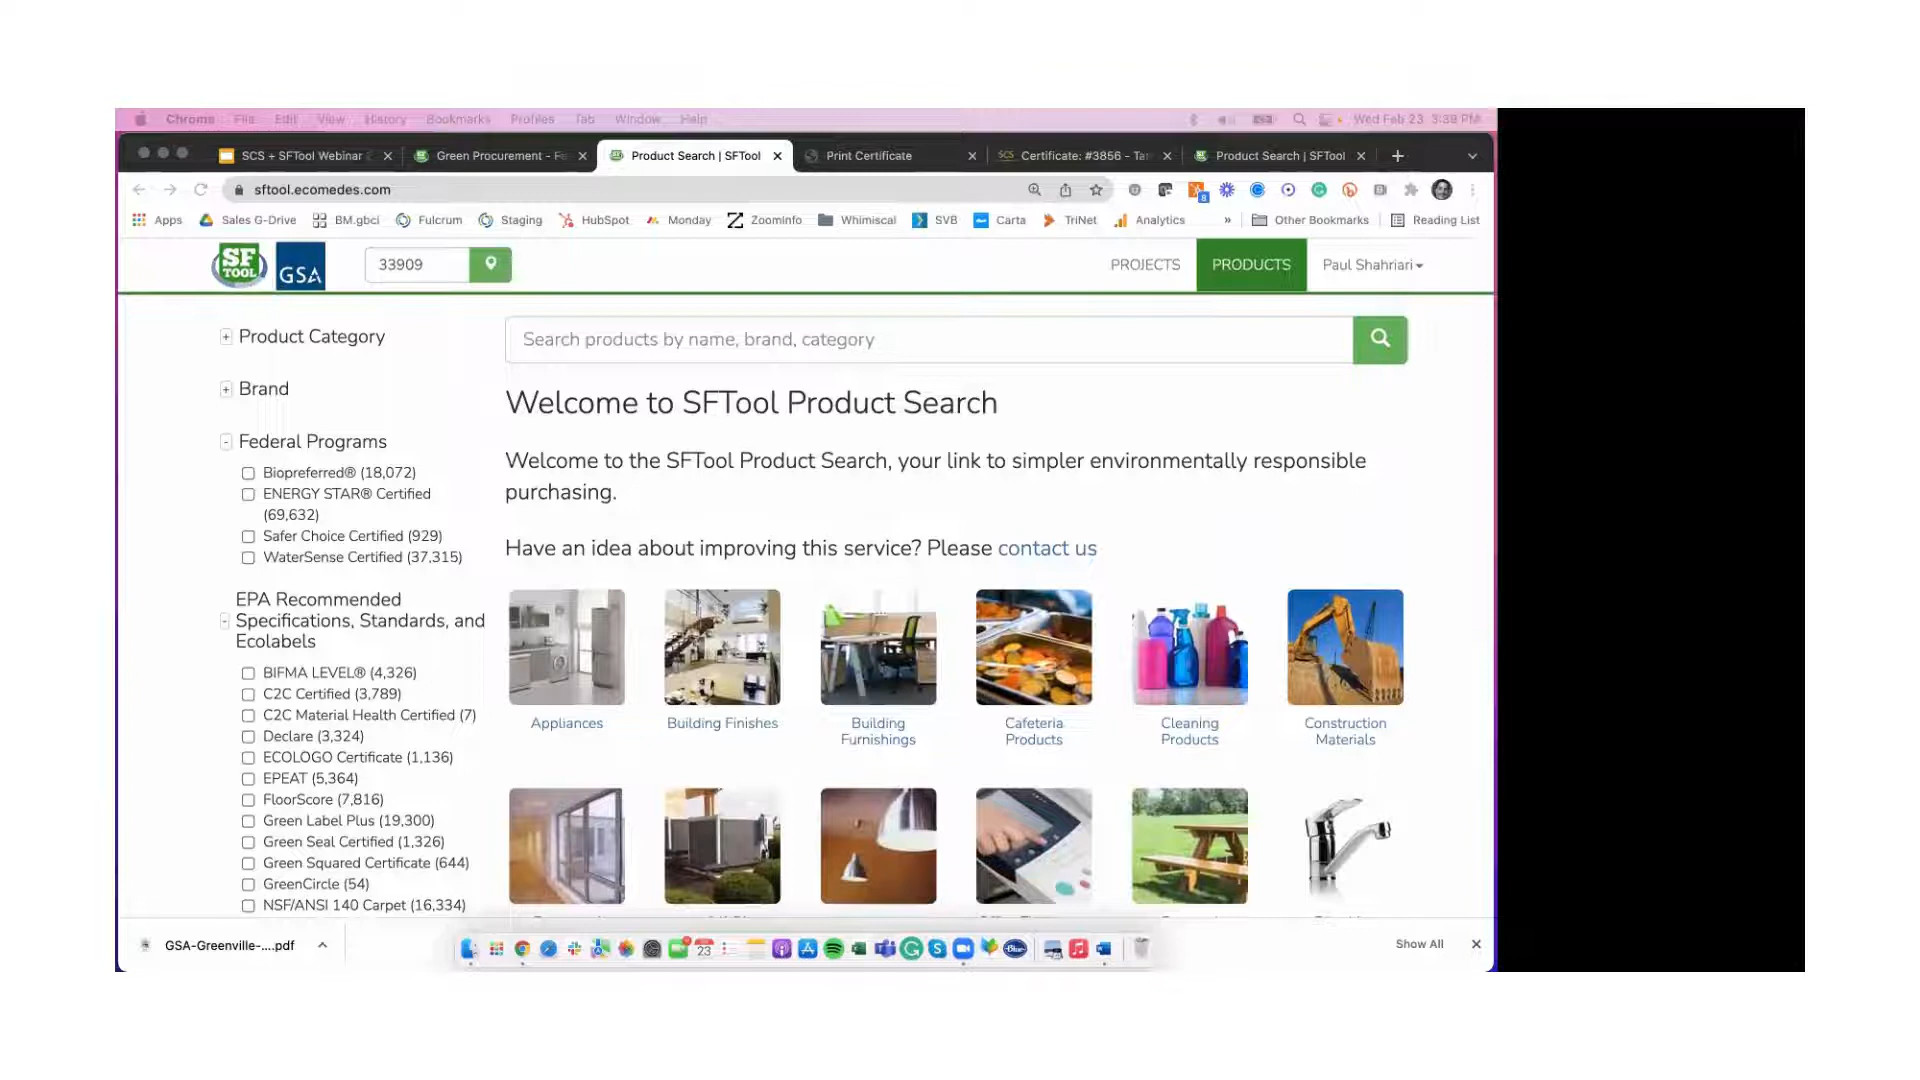 Chrome File Edit View History Bookmarks Profiles Tab Window Help Wed Feb 23 3:39 PM
SCS + SFTool Webinar Green Procurement - Fe Product Search | SFTool Print Certificate SCS Certificate: #3856 - Tar Product Search | SFTool
sftool.ecomedes.com
Apps Sales G-Drive BM.gbci Fulcrum Staging HubSpot Monday ZoomInfo Whimsical SVB Carta TriNet Analytics » Other Bookmarks Reading List
SF TOOL GSA 33909 PROJECTS PRODUCTS Paul Shahriari
Product Category
Search products by name, brand, category
Brand
Federal Programs
Biopreferred® (18,072)
ENERGY STAR® Certified
(69,632)
Safer Choice Certified (929)
WaterSense Certified (37,315)
EPA Recommended
Specifications, Standards, and
Ecolabels
BIFMA LEVEL® (4,326)
C2C Certified (3,789)
C2C Material Health Certified (7)
Declare (3,324)
ECOLOGO Certificate (1,136)
EPEAT (5,364)
FloorScore (7,816)
Green Label Plus (19,300)
Green Seal Certified (1,326)
Green Squared Certificate (644)
GreenCircle (54)
NSF/ANSI 140 Carpet (16,334)
Welcome to SFTool Product Search
Welcome to the SFTool Product Search, your link to simpler environmentally responsible
purchasing.
Have an idea about improving this service? Please contact us
Appliances
Building Finishes
Building
Furnishings
Cafeteria
Products
Cleaning
Products
Construction
Materials
GSA-Greenville-....pdf
23
Show All